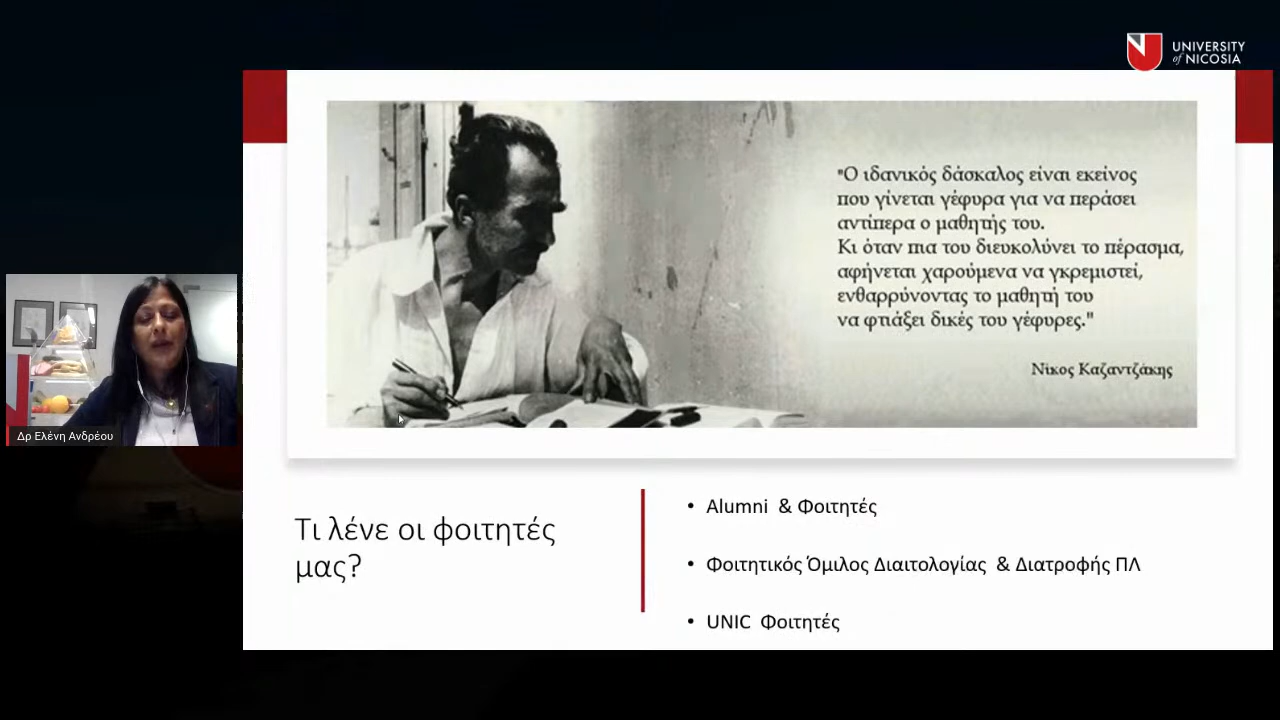 UNIVERSITY
of NICOSIA
"Ο ιδανικός δάσκαλος είναι εκείνος
που γίνεται γέφυρα για να περάσει
αντίπερα ο μαθητής του.
Κι όταν πια του διευκολύνει το πέρασμα,
αφήνεται χαρούμενα να γκρεμιστεί,
ενθαρρύνοντας το μαθητή του
να φτιάξει δικές του γέφυρες."
Νίκος Καζαντζάκης
Δρ Ελένη Ανδρέου
Τι λένε οι φοιτητές
μας?
• Alumni & Φοιτητές
• Φοιτητικός Όμιλος Διαιτολογίας & Διατροφής ΠΛ
• UNIC Φοιτητές